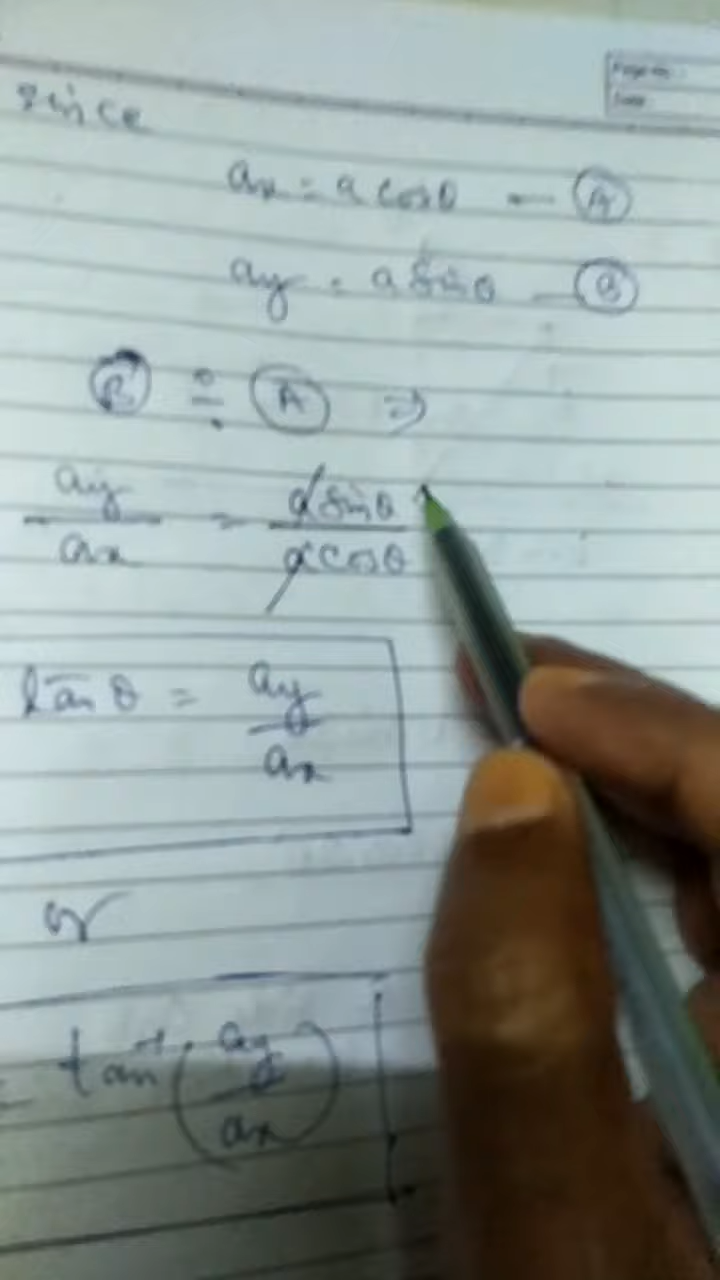 since
ax = a cosθ — A
ay = a sinθ — B
B ÷ A ⇒
ay/ax = a sinθ/a cosθ
tan θ = ay/ax
or
= tan⁻¹(ay/ax)